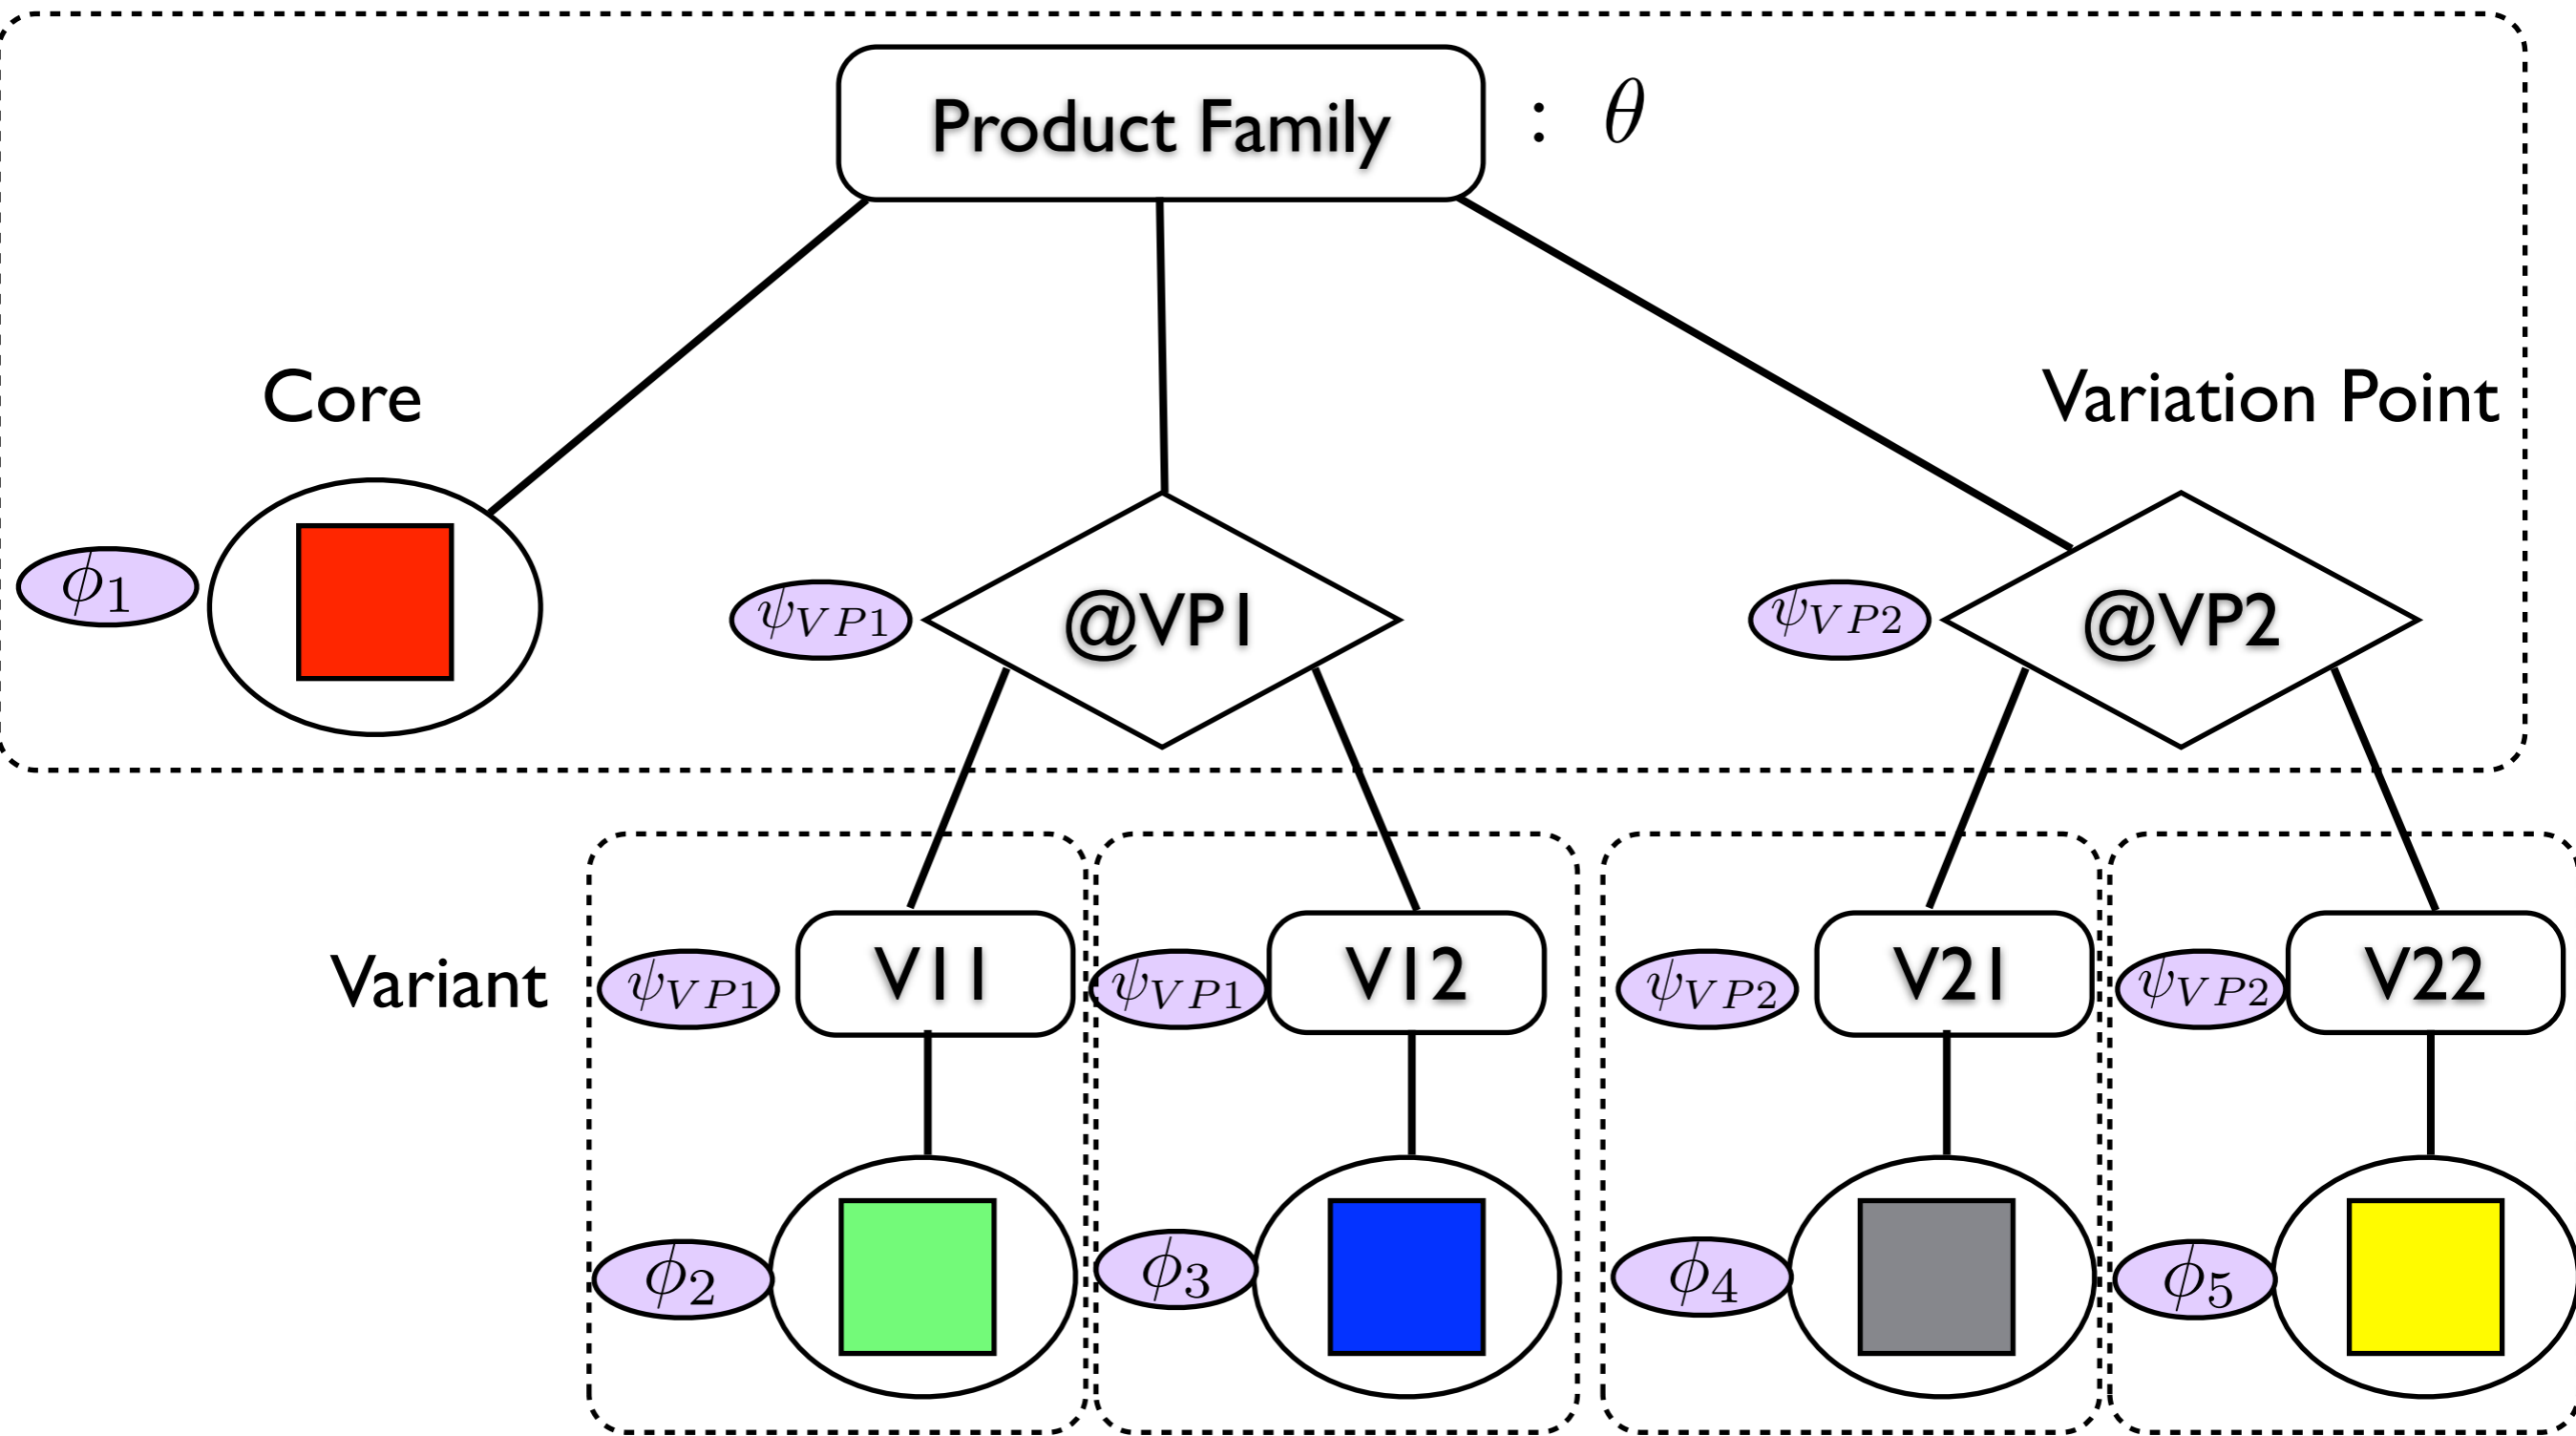 Product Family : θ
Core
Variation Point
ϕ1
ψVP1
@VP1
ψVP2
@VP2
Variant
ψVP1
V11
ψVP1
V12
ψVP2
V21
ψVP2
V22
ϕ2
ϕ3
ϕ4
ϕ5